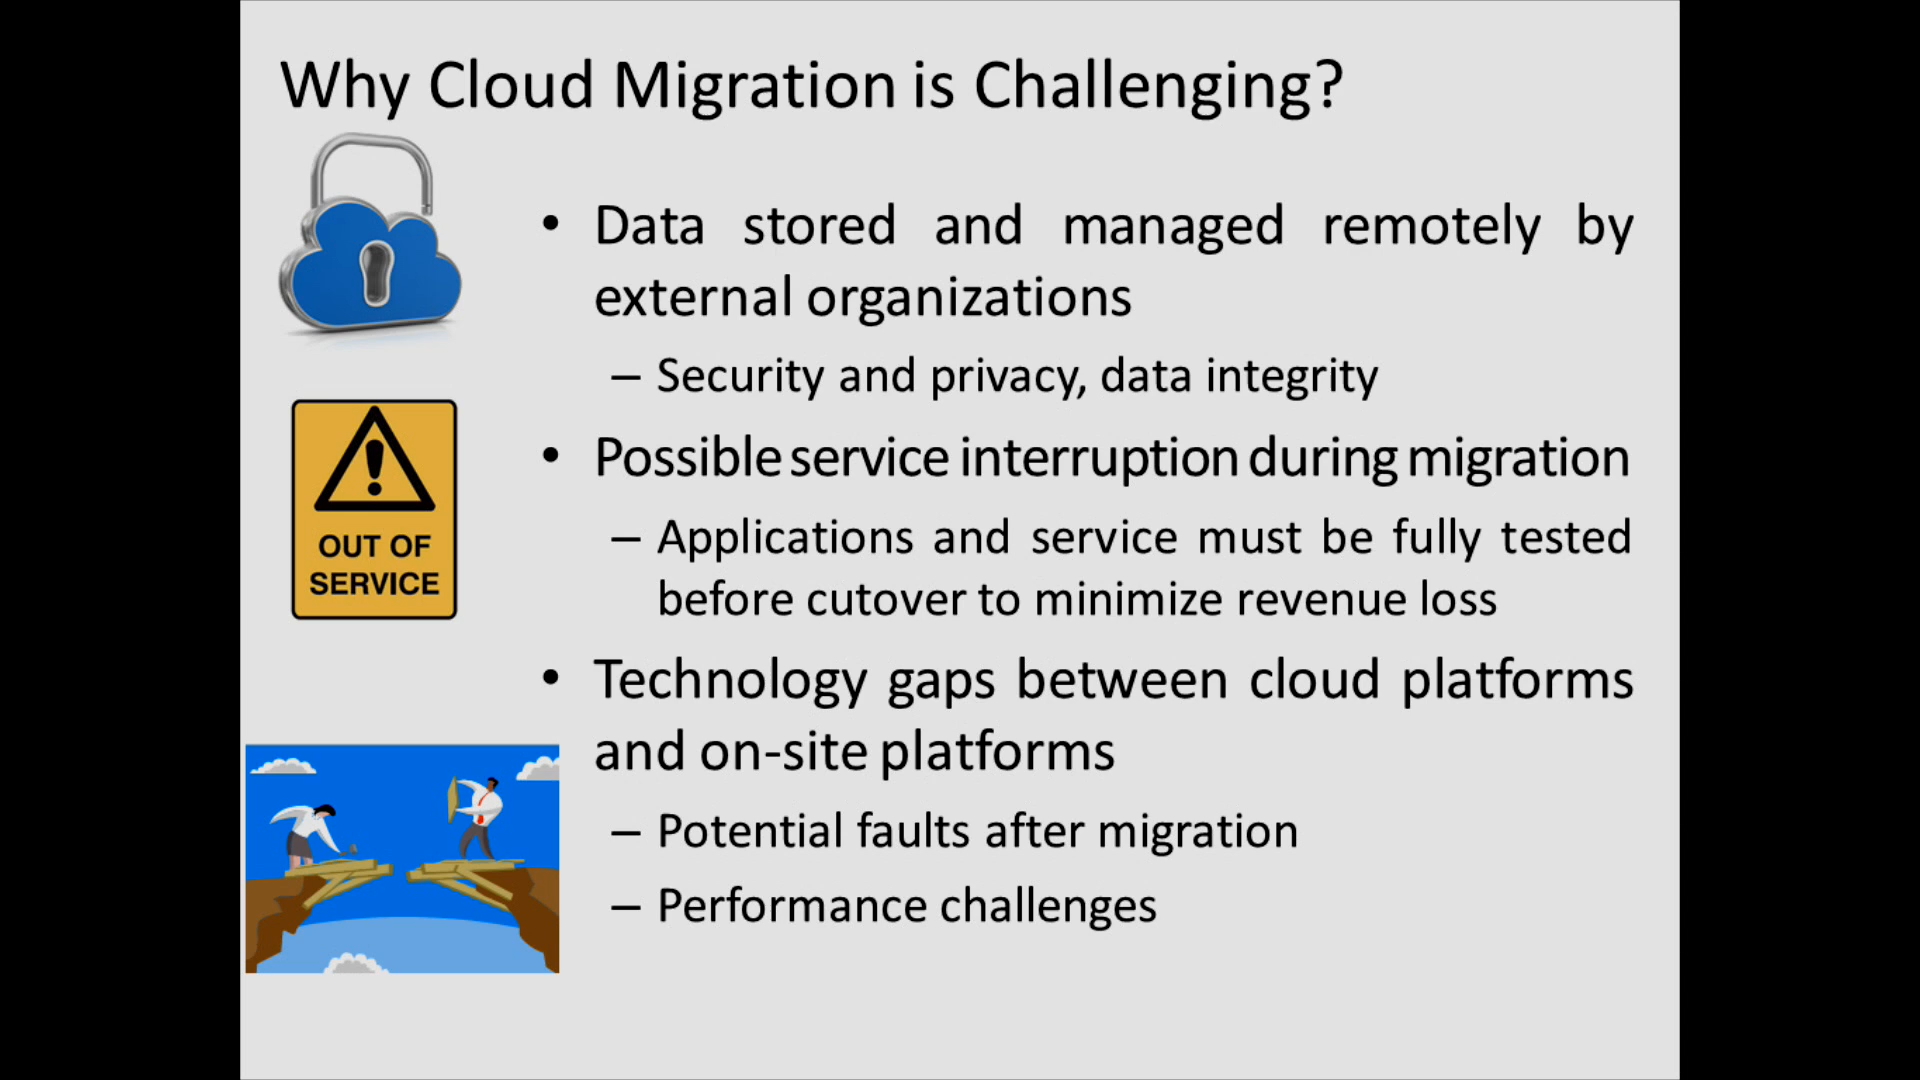 Why Cloud Migration is Challenging?
• Data stored and managed remotely by
external organizations
– Security and privacy, data integrity
• Possible service interruption during migration
– Applications and service must be fully tested
before cutover to minimize revenue loss
OUT OF
SERVICE
• Technology gaps between cloud platforms
and on-site platforms
– Potential faults after migration
– Performance challenges